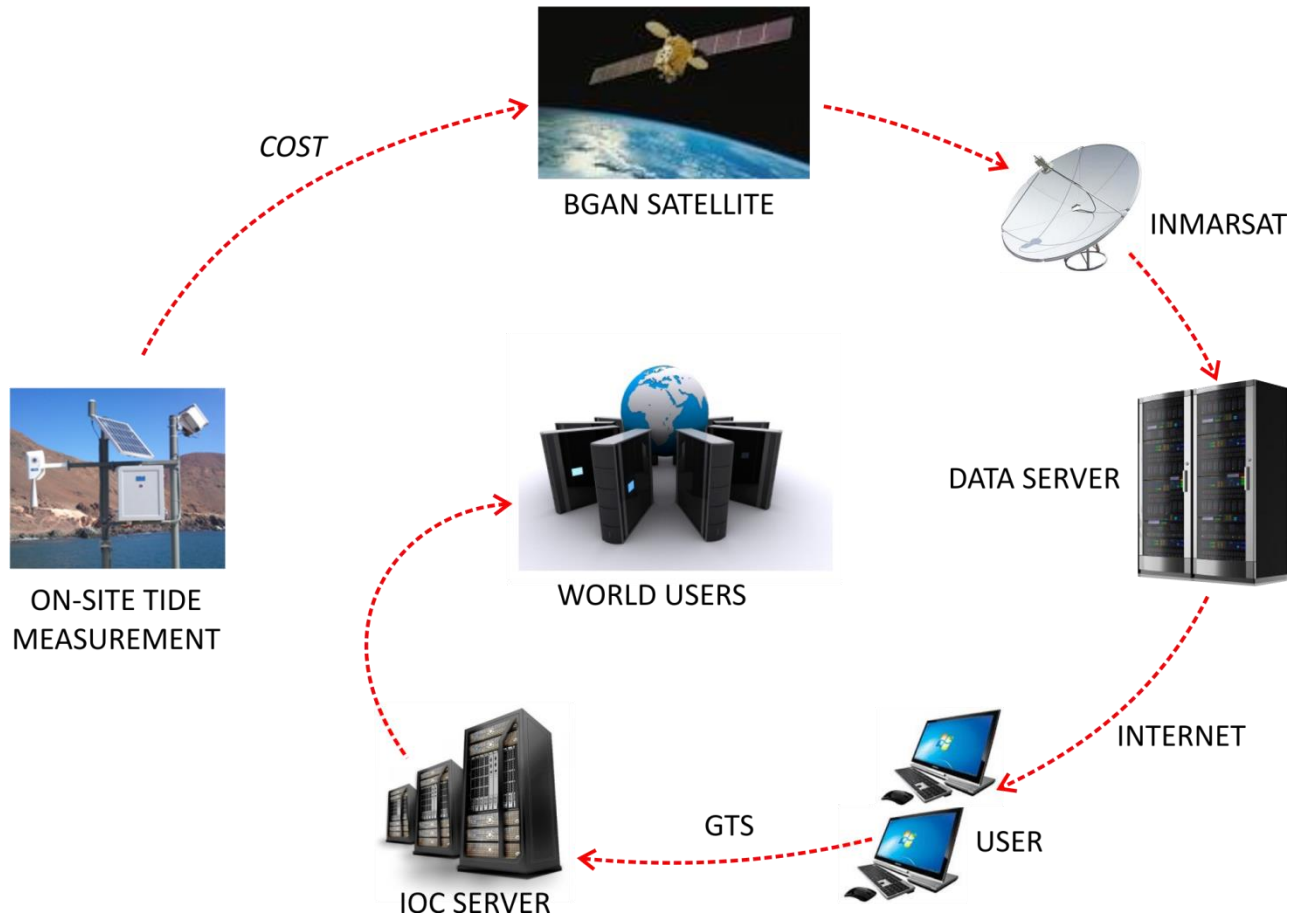 COST
BGAN SATELLITE
INMARSAT
DATA SERVER
ON-SITE TIDE
MEASUREMENT
WORLD USERS
INTERNET
GTS
USER
IOC SERVER